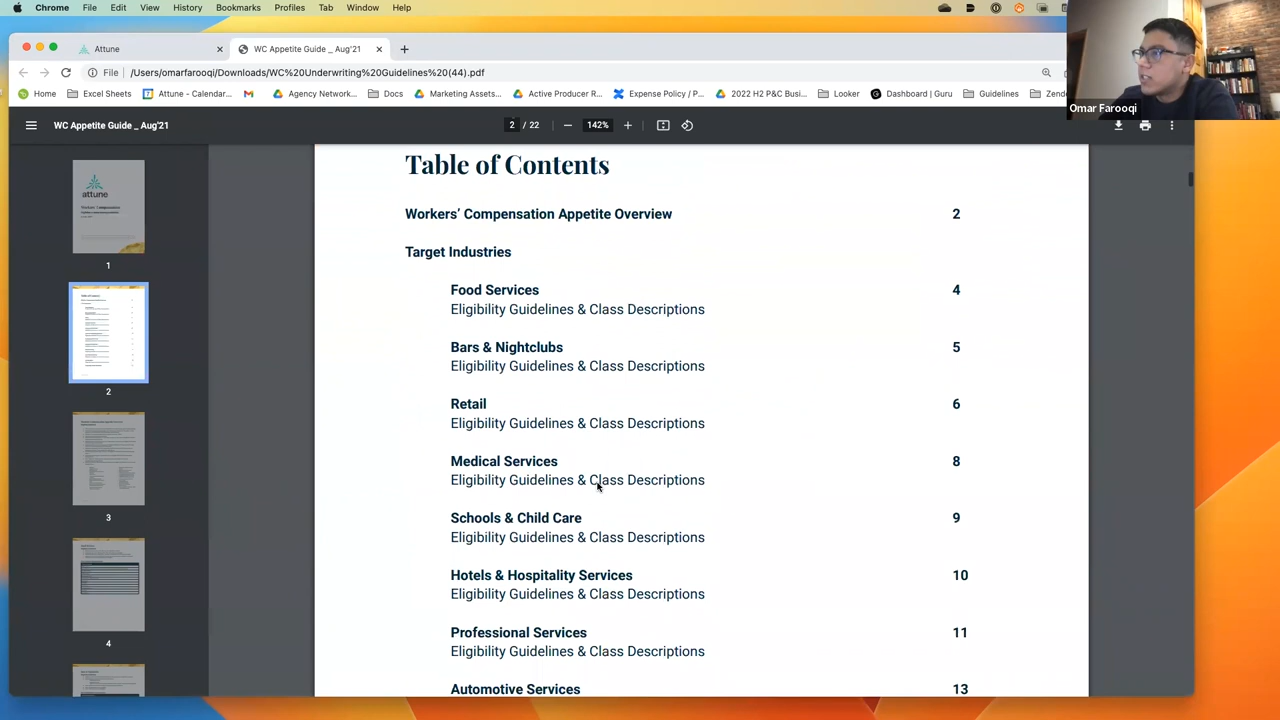 Chrome File Edit View History Bookmarks Profiles Tab Window Help
Attune
WC Appetite Guide _ Aug'21
File /Users/omarfarooqi/Downloads/WC%20Underwriting%20Guidelines%20(44).pdf
Home Excel Sheets Attune - Calendar... Agency Network... Docs Marketing Assets... Active Producer R... Expense Policy / P... 2022 H2 P&C Busi... Looker Dashboard | Guru Guidelines Zende
Omar Farooqi
WC Appetite Guide _ Aug'21 2 / 22 142%
attune
1
2
3
4
Table of Contents
Workers' Compensation Appetite Overview 2
Target Industries
Food Services 4
Eligibility Guidelines & Class Descriptions
Bars & Nightclubs 5
Eligibility Guidelines & Class Descriptions
Retail 6
Eligibility Guidelines & Class Descriptions
Medical Services 8
Eligibility Guidelines & Class Descriptions
Schools & Child Care 9
Eligibility Guidelines & Class Descriptions
Hotels & Hospitality Services 10
Eligibility Guidelines & Class Descriptions
Professional Services 11
Eligibility Guidelines & Class Descriptions
Automotive Services 13